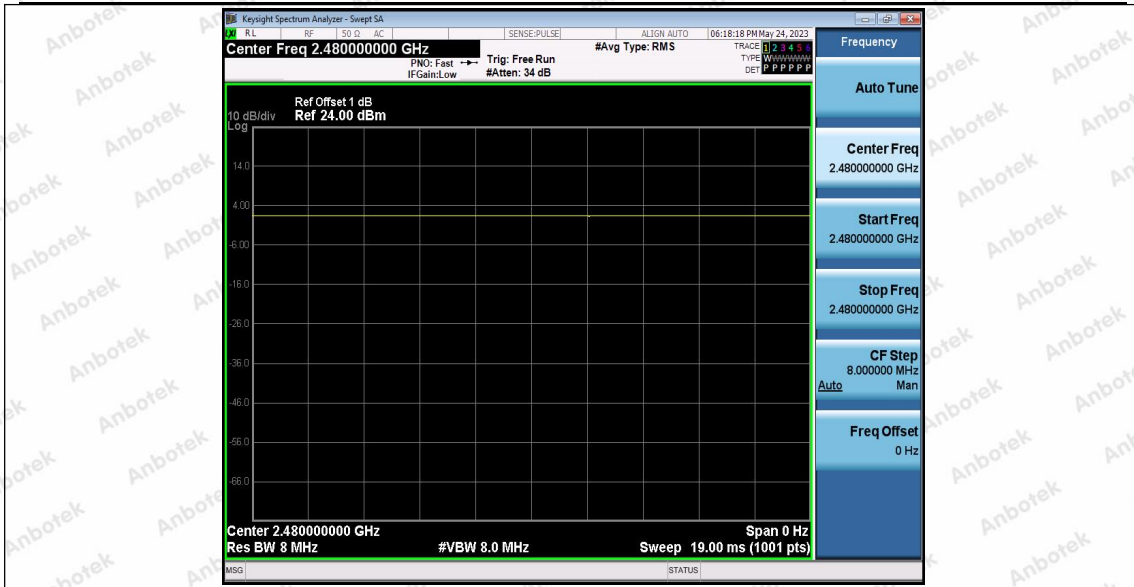 Keysight Spectrum Analyzer - Swept SA
LXI RL RF 50 Ω AC SENSE:PULSE ALIGN AUTO 06:18:18 PM May 24, 2023
Center Freq 2.480000000 GHz
#Avg Type: RMS
TRACE 1 2 3 4 5 6
TYPE WWWWWW
DET P P P P P P
PNO: Fast
IFGain:Low
Trig: Free Run
#Atten: 34 dB
Ref Offset 1 dB
10 dB/div Ref 24.00 dBm
Log
14.0
4.00
-6.00
-16.0
-26.0
-36.0
-46.0
-56.0
-66.0
Center 2.480000000 GHz Span 0 Hz
Res BW 8 MHz #VBW 8.0 MHz Sweep 19.00 ms (1001 pts)
MSG STATUS
Frequency
Auto Tune
Center Freq
2.480000000 GHz
Start Freq
2.480000000 GHz
Stop Freq
2.480000000 GHz
CF Step
8.000000 MHz
Auto Man
Freq Offset
0 Hz
Anbotek